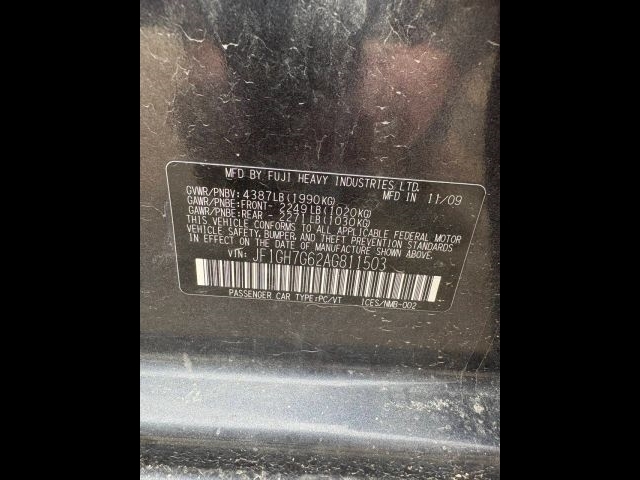 MFD BY FUJI HEAVY INDUSTRIES LTD.
GVWR/PNBV: 4387LB(1990KG) MFD IN 11/09
GAWR/PNBE:FRONT- 2249LB(1020KG)
GAWR/PNBE:REAR - 2271LB(1030KG)
THIS VEHICLE CONFORMS TO ALL APPLICABLE FEDERAL MOTOR
VEHICLE SAFETY,BUMPER, AND THEFT PREVENTION STANDARDS
IN EFFECT ON THE DATE OF MANUFACTURE SHOWN ABOVE.
VIN: JF1GH7G62AG811503
PASSENGER CAR TYPE:PC/VT 1CES/NMB-002